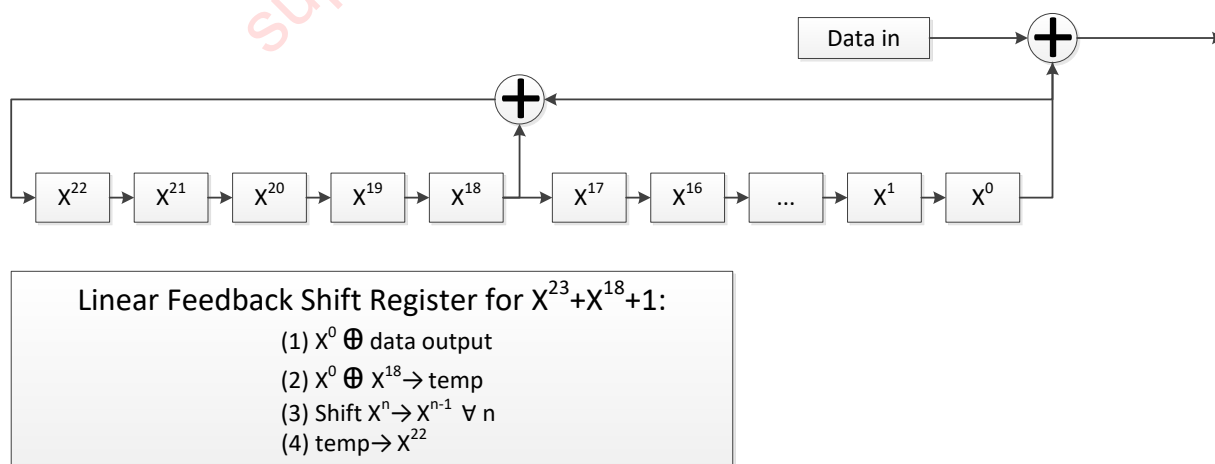 sup
Data in
X²² X²¹ X²⁰ X¹⁹ X¹⁸ X¹⁷ X¹⁶ ... X¹ X⁰
Linear Feedback Shift Register for X²³+X¹⁸+1:
(1) X⁰ ⊕ data output
(2) X⁰ ⊕ X¹⁸→ temp
(3) Shift Xⁿ→ Xⁿ⁻¹ ∀ n
(4) temp→ X²²